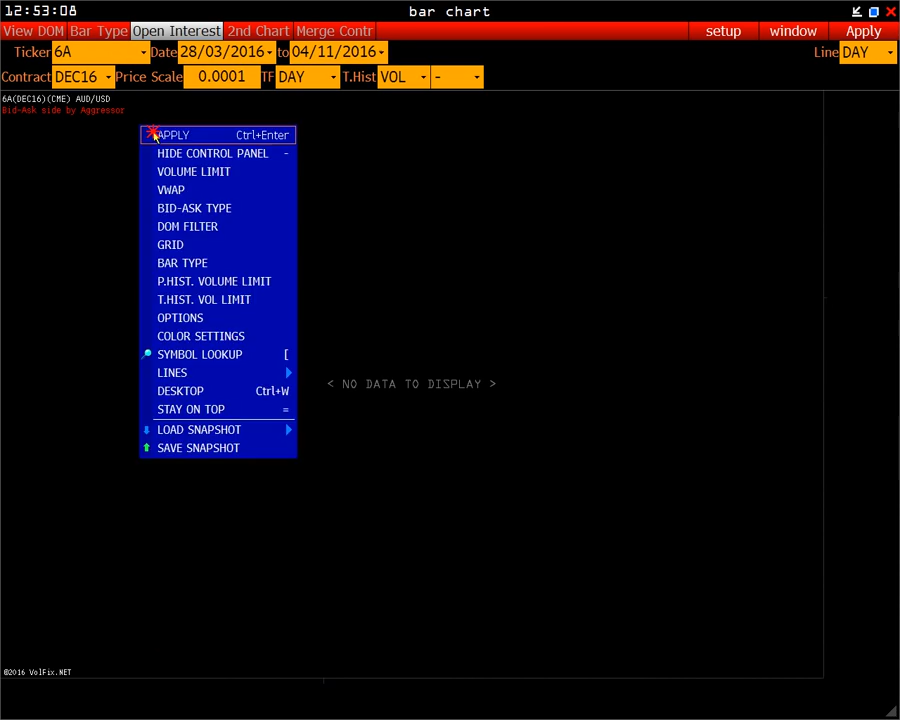 12:53:08 bar chart
View DOM Bar Type Open Interest 2nd Chart Merge Contr setup window Apply
Ticker 6A Date 28/03/2016 to 04/11/2016 Line DAY
Contract DEC16 Price Scale 0.0001 TF DAY T.Hist VOL -
6A(DEC16)(CME) AUD/USD
Bid-Ask side by Aggressor
APPLY Ctrl+Enter
HIDE CONTROL PANEL -
VOLUME LIMIT
VWAP
BID-ASK TYPE
DOM FILTER
GRID
BAR TYPE
P.HIST. VOLUME LIMIT
T.HIST. VOL LIMIT
OPTIONS
COLOR SETTINGS
SYMBOL LOOKUP [
LINES
< NO DATA TO DISPLAY >
DESKTOP Ctrl+W
STAY ON TOP =
LOAD SNAPSHOT
SAVE SNAPSHOT
©2016 VolFix.NET